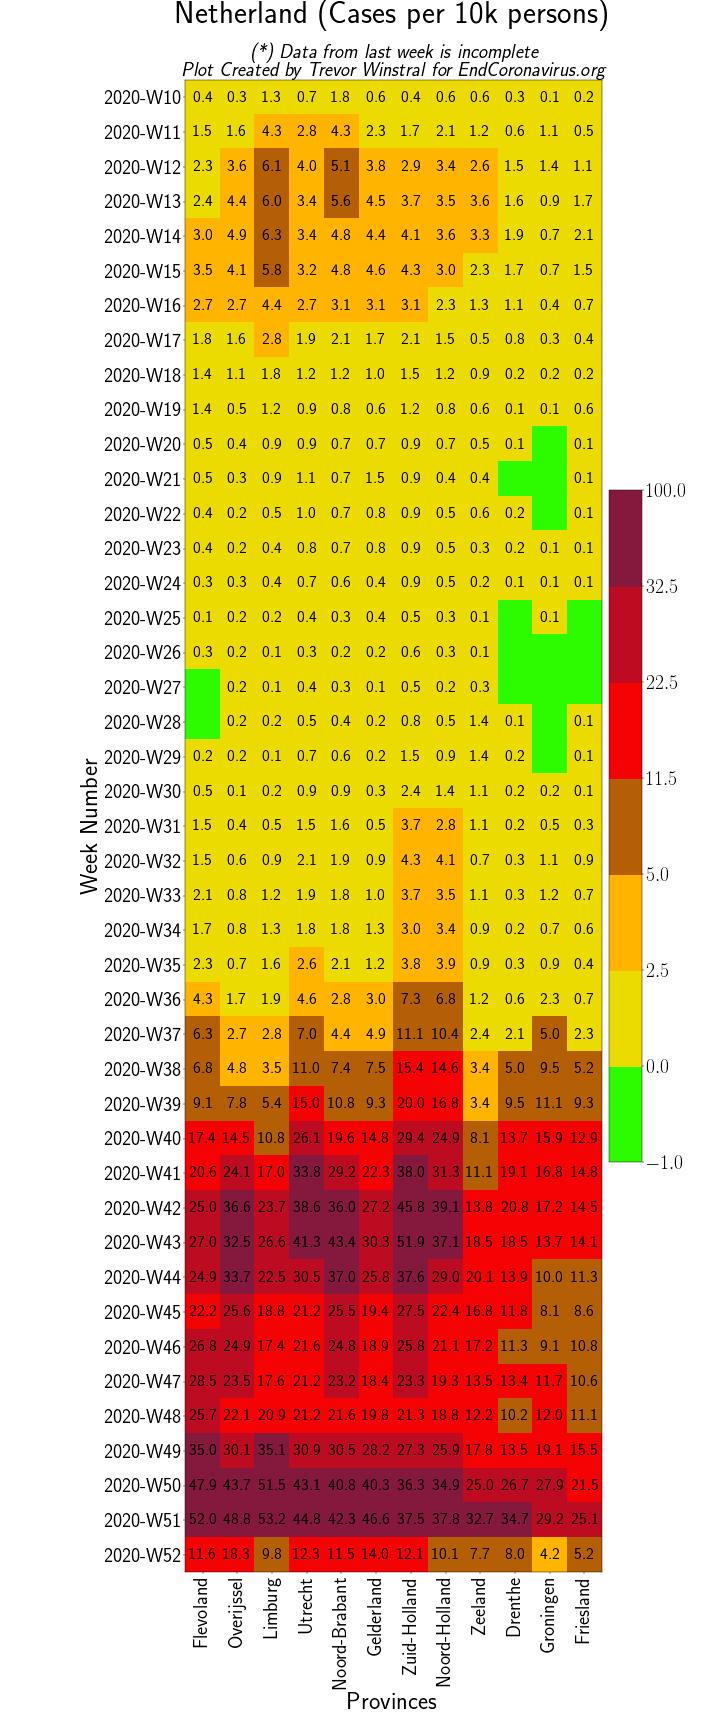 Netherland (Cases per 10k persons)
(*) Data from last week is incomplete
Plot Created by Trevor Winstral for EndCoronavirus.org
2020-W10 0.4 0.3 1.3 0.7 1.8 0.6 0.4 0.6 0.6 0.3 0.1 0.2
2020-W11 1.5 1.6 4.3 2.8 4.3 2.3 1.7 2.1 1.2 0.6 1.1 0.5
2020-W12 2.3 3.6 6.1 4.0 5.1 3.8 2.9 3.4 2.6 1.5 1.4 1.1
2020-W13 2.4 4.4 6.0 3.4 5.6 4.5 3.7 3.5 3.6 1.6 0.9 1.7
2020-W14 3.0 4.9 6.3 3.4 4.8 4.4 4.1 3.6 3.3 1.9 0.7 2.1
2020-W15 3.5 4.1 5.8 3.2 4.8 4.6 4.3 3.0 2.3 1.7 0.7 1.5
2020-W16 2.7 2.7 4.4 2.7 3.1 3.1 3.1 2.3 1.3 1.1 0.4 0.7
2020-W17 1.8 1.6 2.8 1.9 2.1 1.7 2.1 1.5 0.5 0.8 0.3 0.4
2020-W18 1.4 1.1 1.8 1.2 1.2 1.0 1.5 1.2 0.9 0.2 0.2 0.2
2020-W19 1.4 0.5 1.2 0.9 0.8 0.6 1.2 0.8 0.6 0.1 0.1 0.6
2020-W20 0.5 0.4 0.9 0.9 0.7 0.7 0.9 0.7 0.5 0.1 0.1
2020-W21 0.5 0.3 0.9 1.1 0.7 1.5 0.9 0.4 0.4 0.1
2020-W22 0.4 0.2 0.5 1.0 0.7 0.8 0.9 0.5 0.6 0.2 0.1
2020-W23 0.4 0.2 0.4 0.8 0.7 0.8 0.9 0.5 0.3 0.2 0.1 0.1
2020-W24 0.3 0.3 0.4 0.7 0.6 0.4 0.9 0.5 0.2 0.1 0.1 0.1
2020-W25 0.1 0.2 0.2 0.4 0.3 0.4 0.5 0.3 0.1 0.1
2020-W26 0.3 0.2 0.1 0.3 0.2 0.2 0.6 0.3 0.1
2020-W27 0.2 0.1 0.4 0.3 0.1 0.5 0.2 0.3
2020-W28 0.2 0.2 0.5 0.4 0.2 0.8 0.5 1.4 0.1 0.1
2020-W29 0.2 0.2 0.1 0.7 0.6 0.2 1.5 0.9 1.4 0.2 0.1
2020-W30 0.5 0.1 0.2 0.9 0.9 0.3 2.4 1.4 1.1 0.2 0.2 0.1
2020-W31 1.5 0.4 0.5 1.5 1.6 0.5 3.7 2.8 1.1 0.2 0.5 0.3
2020-W32 1.5 0.6 0.9 2.1 1.9 0.9 4.3 4.1 0.7 0.3 1.1 0.9
2020-W33 2.1 0.8 1.2 1.9 1.8 1.0 3.7 3.5 1.1 0.3 1.2 0.7
2020-W34 1.7 0.8 1.3 1.8 1.8 1.3 3.0 3.4 0.9 0.2 0.7 0.6
2020-W35 2.3 0.7 1.6 2.6 2.1 1.2 3.8 3.9 0.9 0.3 0.9 0.4
2020-W36 4.3 1.7 1.9 4.6 2.8 3.0 7.3 6.8 1.2 0.6 2.3 0.7
2020-W37 6.3 2.7 2.8 7.0 4.4 4.9 11.1 10.4 2.4 2.1 5.0 2.3
2020-W38 6.8 4.8 3.5 11.0 7.4 7.5 15.4 14.6 3.4 5.0 9.5 5.2
2020-W39 9.1 7.8 5.4 15.0 10.8 9.3 20.0 16.8 3.4 9.5 11.1 9.3
2020-W40 17.4 14.5 10.8 26.1 19.6 14.8 29.4 24.9 8.1 13.7 15.9 12.9
2020-W41 20.6 24.1 17.0 33.8 29.2 22.3 38.0 31.3 11.1 19.1 16.8 14.8
2020-W42 25.0 36.6 23.7 38.6 36.0 27.2 45.8 39.1 13.8 20.8 17.2 14.5
2020-W43 27.0 32.5 26.6 41.3 43.4 30.3 51.9 37.1 18.5 18.5 13.7 14.1
2020-W44 24.9 33.7 22.5 30.5 37.0 25.8 37.6 29.0 20.1 13.9 10.0 11.3
2020-W45 22.2 25.6 18.8 21.2 25.5 19.4 27.5 22.4 16.8 11.8 8.1 8.6
2020-W46 26.8 24.9 17.4 21.6 24.8 18.9 25.8 21.1 17.2 11.3 9.1 10.8
2020-W47 28.5 23.5 17.6 21.2 23.2 18.4 23.3 19.3 13.5 13.4 11.7 10.6
2020-W48 25.7 22.1 20.9 21.2 21.6 19.8 21.3 18.8 12.2 10.2 12.0 11.1
2020-W49 35.0 30.1 35.1 30.9 30.5 28.2 27.3 25.9 17.8 13.5 19.1 15.5
2020-W50 47.9 43.7 51.5 43.1 40.8 40.3 36.3 34.9 25.0 26.7 27.9 21.5
2020-W51 52.0 48.8 53.2 44.8 42.3 46.6 37.5 37.8 32.7 34.7 29.2 25.1
2020-W52 11.6 18.3 9.8 12.3 11.5 14.0 12.1 10.1 7.7 8.0 4.2 5.2
Week Number
Flevoland
Overijssel
Limburg
Utrecht
Noord-Brabant
Gelderland
Zuid-Holland
Noord-Holland
Zeeland
Drenthe
Groningen
Friesland
Provinces
100.0
32.5
22.5
11.5
5.0
2.5
0.0
−1.0